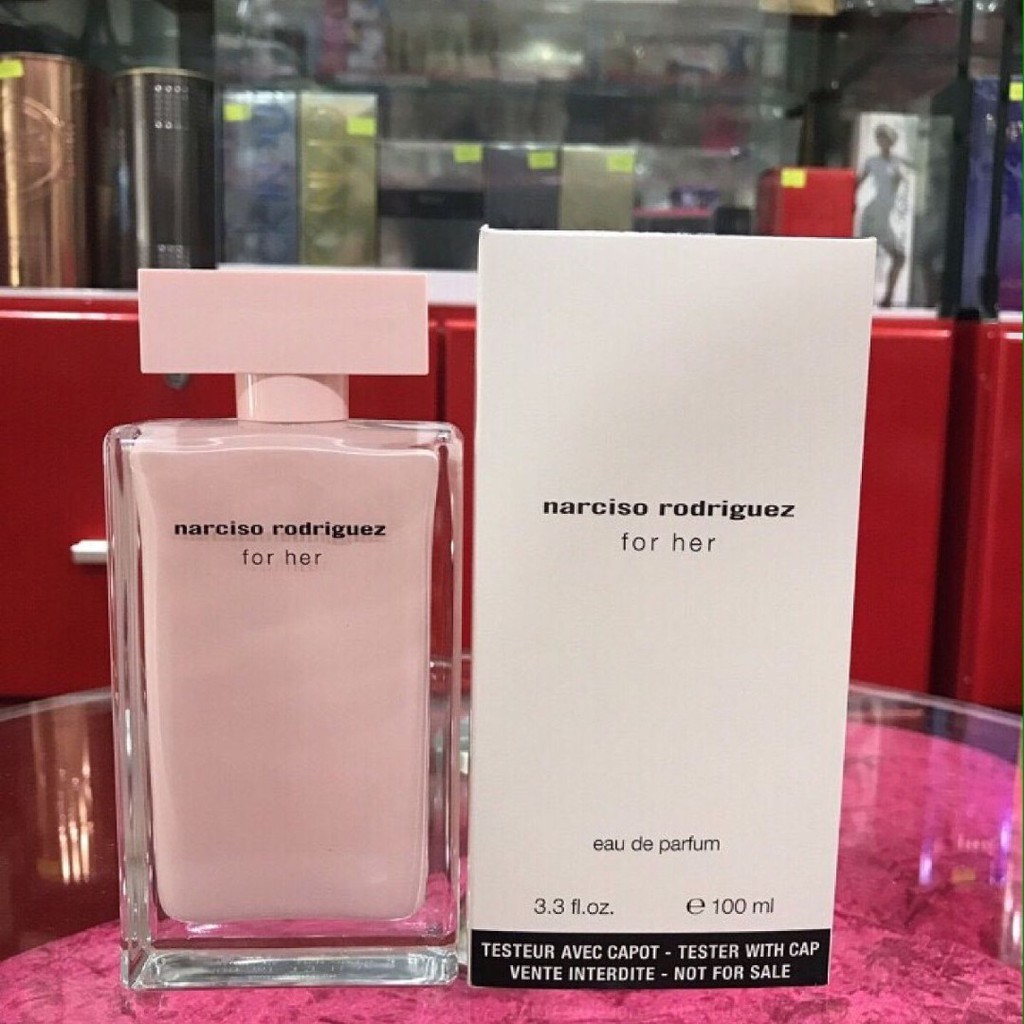 narciso rodriguez
for her
narciso rodriguez
for her
eau de parfum
3.3 fl.oz. ℮ 100 ml
TESTEUR AVEC CAPOT - TESTER WITH CAP
VENTE INTERDITE - NOT FOR SALE